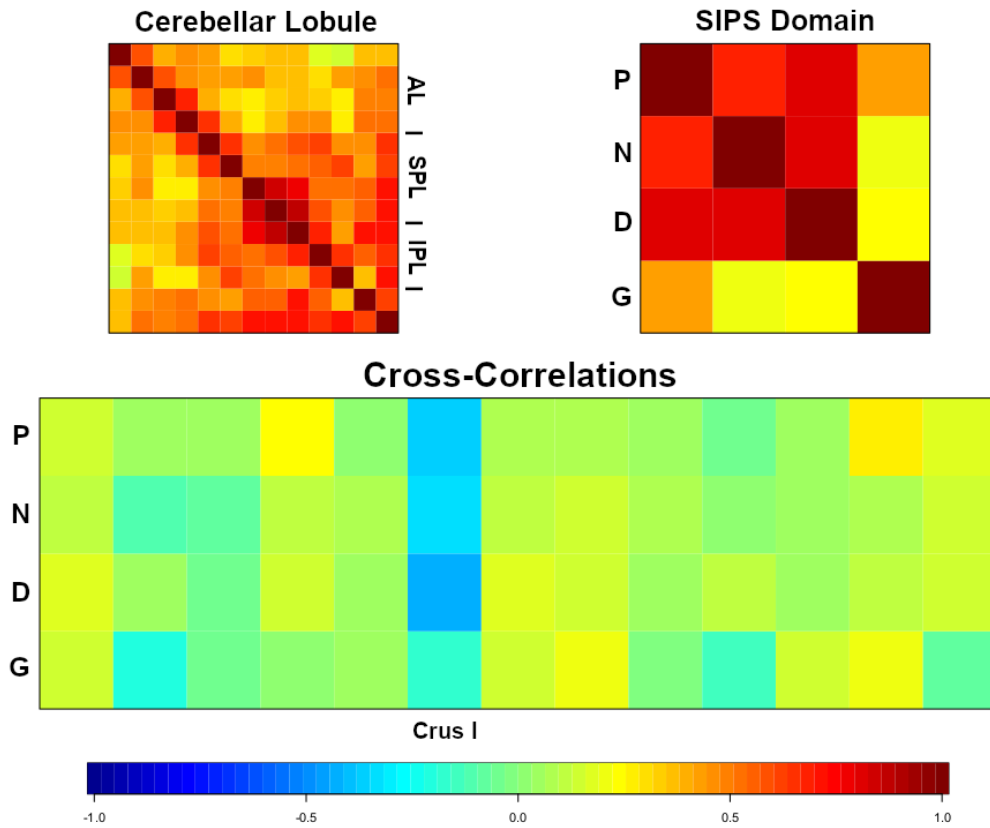 Cerebellar Lobule
SIPS Domain
AL
I
SPL
I
IPL
I
P
N
D
G
Cross-Correlations
P
N
D
G
Crus I
-1.0 -0.5 0.0 0.5 1.0